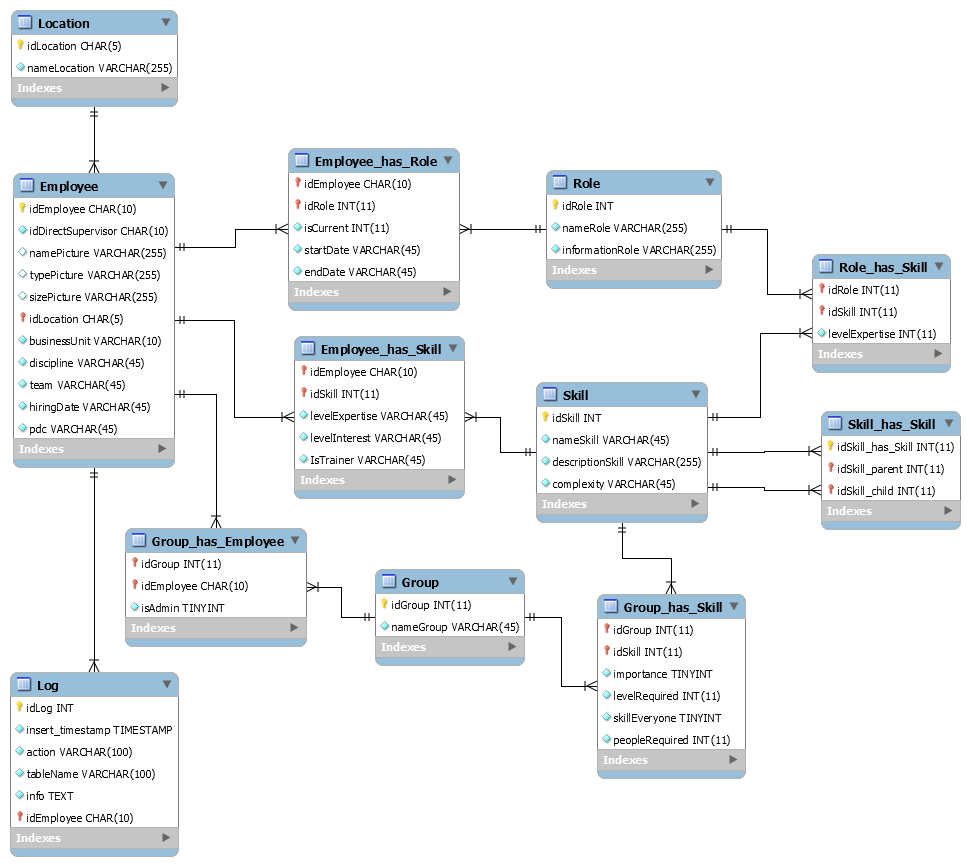 Location
idLocation CHAR(5)
nameLocation VARCHAR(255)
Indexes
Employee
idEmployee CHAR(10)
idDirectSupervisor CHAR(10)
namePicture VARCHAR(255)
typePicture VARCHAR(255)
sizePicture VARCHAR(255)
idLocation CHAR(5)
businessUnit VARCHAR(10)
discipline VARCHAR(45)
team VARCHAR(45)
hiringDate VARCHAR(45)
pdc VARCHAR(45)
Indexes
Employee_has_Role
idEmployee CHAR(10)
idRole INT(11)
isCurrent INT(11)
startDate VARCHAR(45)
endDate VARCHAR(45)
Indexes
Role
idRole INT
nameRole VARCHAR(255)
informationRole VARCHAR(255)
Indexes
Role_has_Skill
idRole INT(11)
idSkill INT(11)
levelExpertise INT(11)
Indexes
Employee_has_Skill
idEmployee CHAR(10)
idSkill INT(11)
levelExpertise VARCHAR(45)
levelInterest VARCHAR(45)
IsTrainer VARCHAR(45)
Indexes
Skill
idSkill INT
nameSkill VARCHAR(45)
descriptionSkill VARCHAR(255)
complexity VARCHAR(45)
Indexes
Skill_has_Skill
idSkill_has_Skill INT(11)
idSkill_parent INT(11)
idSkill_child INT(11)
Indexes
Group_has_Employee
idGroup INT(11)
idEmployee CHAR(10)
isAdmin TINYINT
Indexes
Group
idGroup INT(11)
nameGroup VARCHAR(45)
Indexes
Group_has_Skill
idGroup INT(11)
idSkill INT(11)
importance TINYINT
levelRequired INT(11)
skillEveryone TINYINT
peopleRequired INT(11)
Indexes
Log
idLog INT
insert_timestamp TIMESTAMP
action VARCHAR(100)
tableName VARCHAR(100)
info TEXT
idEmployee CHAR(10)
Indexes